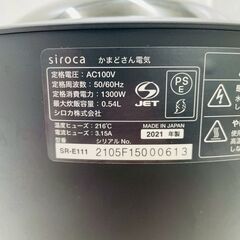 siroca かまどさん電気
定格電圧：AC100V
定格周波数：50/60Hz
定格消費電力：1300W
最大炊飯容量：0.54L
シロカ株式会社
PS
E
JET
温度ヒューズ：216℃
電流ヒューズ：3.15A
MADE IN JAPAN
2021 年製
シリアル No.
SR-E111 2105F15000613